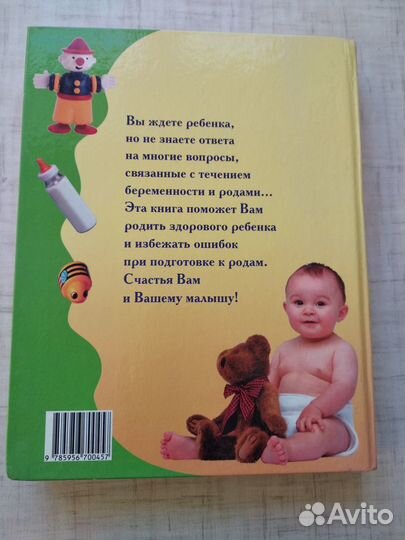 Вы ждете ребенка,
но не знаете ответа
на многие вопросы,
связанные с течением
беременности и родами...
Эта книга поможет Вам
родить здорового ребенка
и избежать ошибок
при подготовке к родам.
Счастья Вам
и Вашему малышу!
9 785956 700457
Avito